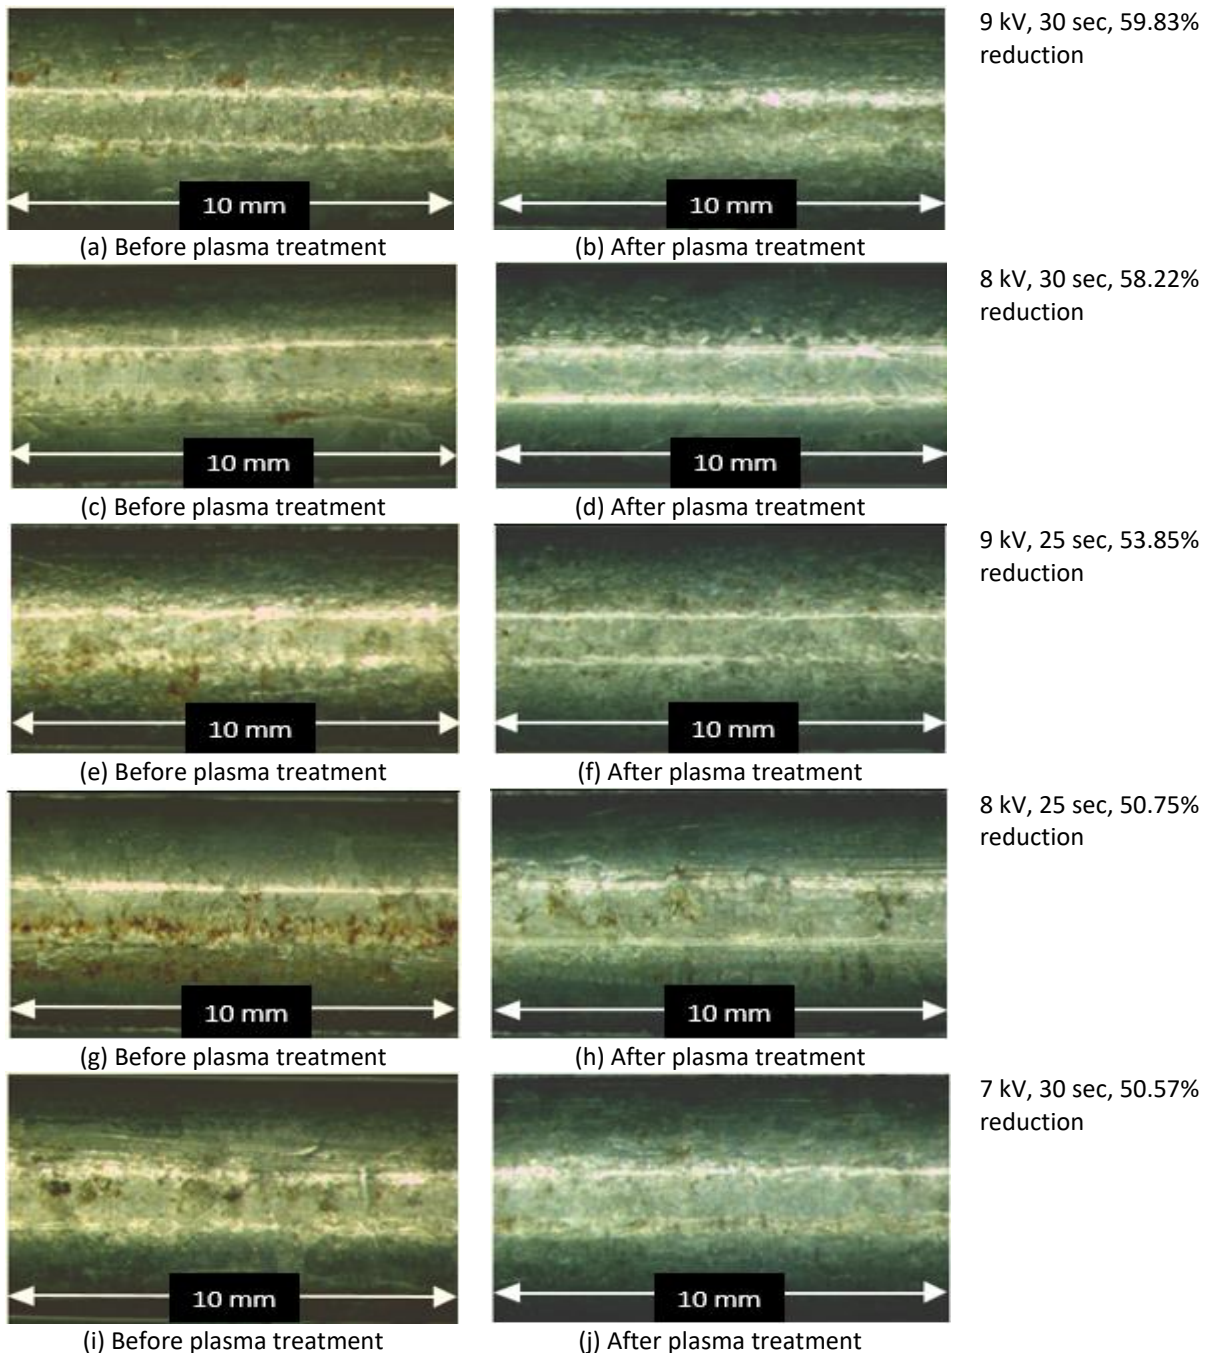 9 kV, 30 sec, 59.83%
reduction
10 mm
10 mm
(a) Before plasma treatment
(b) After plasma treatment
8 kV, 30 sec, 58.22%
reduction
10 mm
10 mm
(c) Before plasma treatment
(d) After plasma treatment
9 kV, 25 sec, 53.85%
reduction
10 mm
10 mm
(e) Before plasma treatment
(f) After plasma treatment
8 kV, 25 sec, 50.75%
reduction
10 mm
10 mm
(g) Before plasma treatment
(h) After plasma treatment
7 kV, 30 sec, 50.57%
reduction
10 mm
10 mm
(i) Before plasma treatment
(j) After plasma treatment